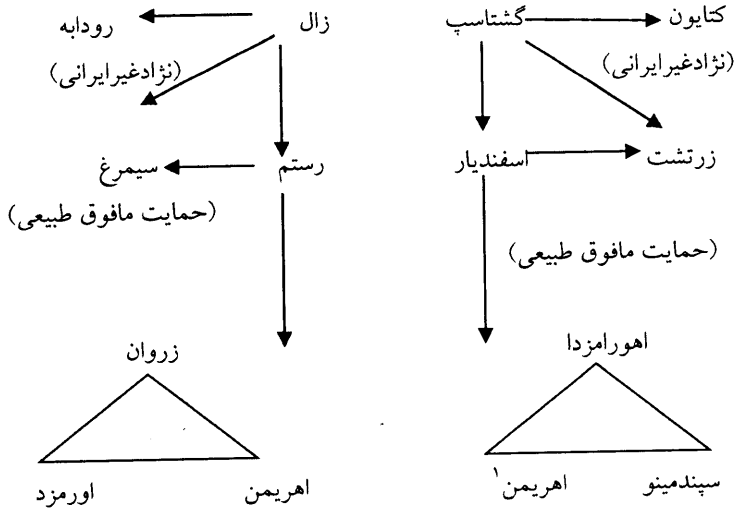 کتایون گشتاسپ زال رودابه
(نژادغیرایرانی) (نژادغیرایرانی)
زرتشت اسفندیار رستم سیمرغ
(حمایت مافوق طبیعی) (حمایت مافوق طبیعی)
اهورامزدا زروان
سپندمینو اهریمن۱ اهریمن اورمزد